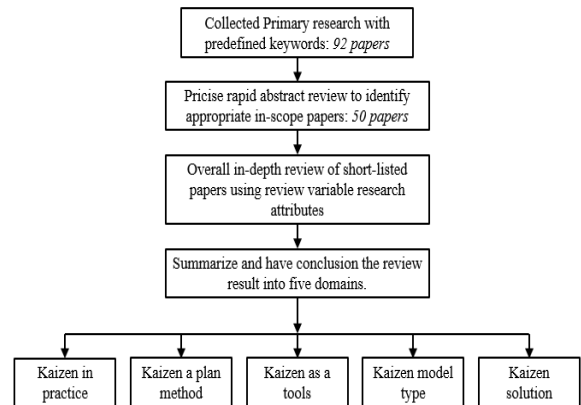 Collected Primary research with
predefined keywords: 92 papers
Pricise rapid abstract review to identify
appropriate in-scope papers: 50 papers
Overall in-depth review of short-listed
papers using review variable research
attributes
Summarize and have conclusion the review
result into five domains.
Kaizen in
practice
Kaizen a plan
method
Kaizen as a
tools
Kaizen model
type
Kaizen
solution